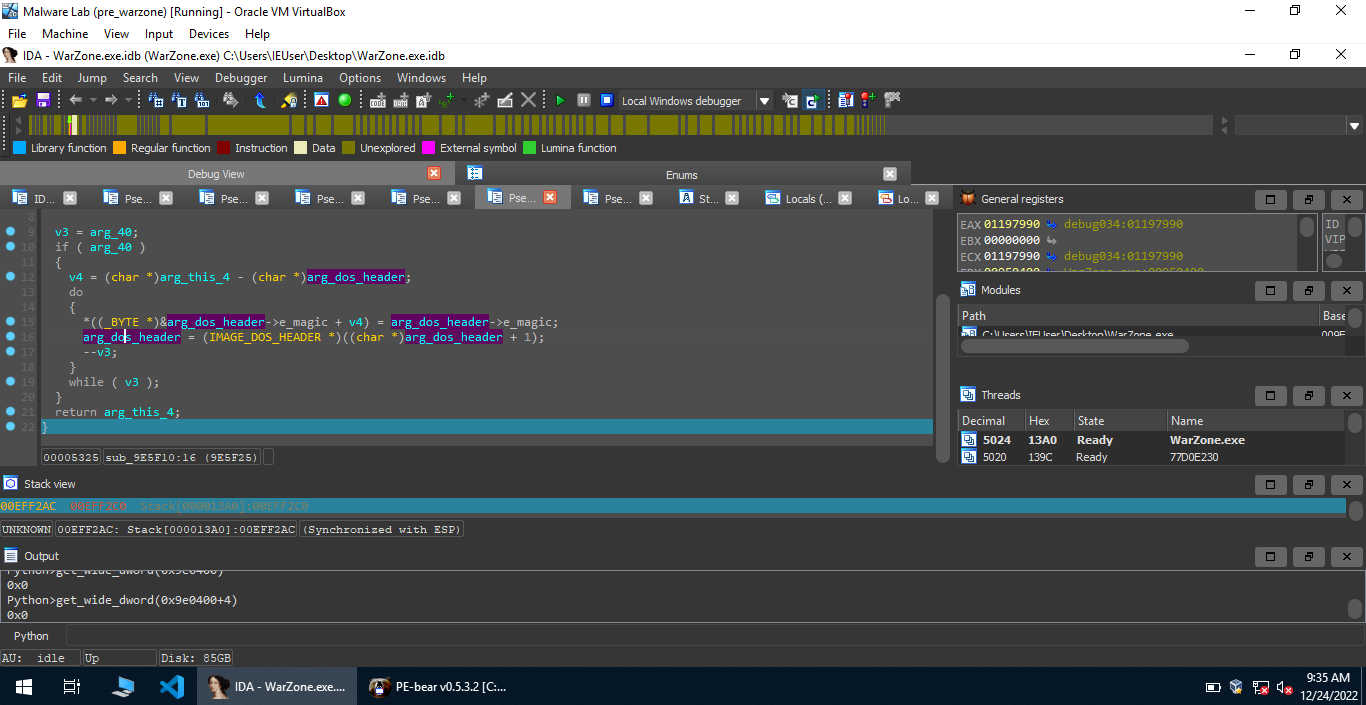 Malware Lab (pre_warzone) [Running] - Oracle VM VirtualBox
File Machine View Input Devices Help
IDA - WarZone.exe.idb (WarZone.exe) C:\Users\IEUser\Desktop\WarZone.exe.idb
File Edit Jump Search View Debugger Lumina Options Windows Help
Local Windows debugger
Library function Regular function Instruction Data Unexplored External symbol Lumina function
Debug View Enums
ID... Pse... Pse... Pse... Pse... Pse... Pse... St... Locals (... Lo...
8
9 v3 = arg_40;
10 if ( arg_40 )
11 {
12 v4 = (char *)arg_this_4 - (char *)arg_dos_header;
13 do
14 {
15 *((_BYTE *)&arg_dos_header->e_magic + v4) = arg_dos_header->e_magic;
16 arg_dos_header = (IMAGE_DOS_HEADER *)((char *)arg_dos_header + 1);
17 --v3;
18 }
19 while ( v3 );
20 }
21 return arg_this_4;
22 }
00005325 sub_9E5F10:16 (9E5F25)
General registers
EAX 01197990 debug034:01197990
EBX 00000000
ECX 01197990 debug034:01197990
ID
VIP
Modules
Path Base
C:\Users\IEUser\Desktop\WarZone.exe 009E
Threads
Decimal Hex State Name
5024 13A0 Ready WarZone.exe
5020 139C Ready 77D0E230
Stack view
00EFF2AC 00EFF2C0 Stack[000013A0]:00EFF2C0
UNKNOWN 00EFF2AC: Stack[000013A0]:00EFF2AC (Synchronized with ESP)
Output
Python>get_wide_dword(0x9e0400)
0x0
Python>get_wide_dword(0x9e0400+4)
0x0
Python
AU: idle Up Disk: 85GB
IDA - WarZone.exe.... PE-bear v0.5.3.2 [C:...
9:35 AM
12/24/2022